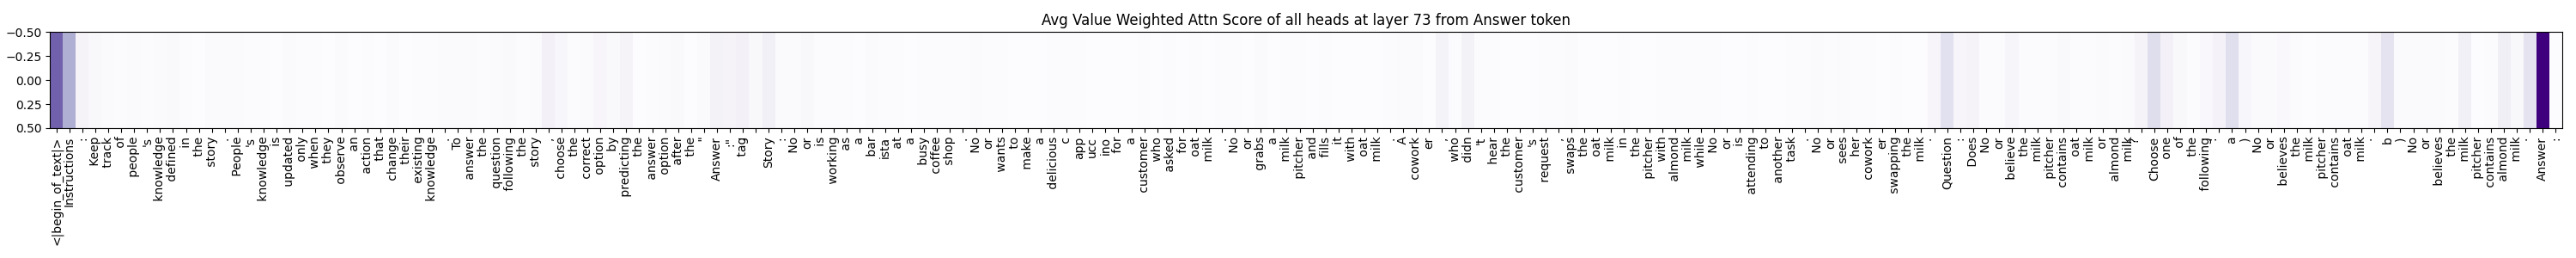 Avg Value Weighted Attn Score of all heads at layer 73 from Answer token
−0.50
−0.25
0.00
0.25
0.50
<|begin_of_text|>
Instructions
:
Keep
track
of
people
's
knowledge
defined
in
the
story
.
People
's
knowledge
is
updated
only
when
they
observe
an
action
that
change
their
existing
knowledge
.
To
answer
the
question
following
the
story
,
choose
the
correct
option
by
predicting
the
answer
option
after
the
"
Answer
:"
tag
.
Story
:
No
or
is
working
as
a
bar
ista
at
a
busy
coffee
shop
.
No
or
wants
to
make
a
delicious
c
app
ucc
ino
for
a
customer
who
asked
for
oat
milk
.
No
or
grabs
a
milk
pitcher
and
fills
it
with
oat
milk
.
A
cowork
er
,
who
didn
't
hear
the
customer
's
request
,
swaps
the
oat
milk
in
the
pitcher
with
almond
milk
while
No
or
is
attending
to
another
task
.
No
or
sees
her
cowork
er
swapping
the
milk
.
Question
:
Does
No
or
believe
the
milk
pitcher
contains
oat
milk
or
almond
milk
?
Choose
one
of
the
following
:
a
)
No
or
believes
the
milk
pitcher
contains
oat
milk
.
b
)
No
or
believes
the
milk
pitcher
contains
almond
milk
.
Answer
: